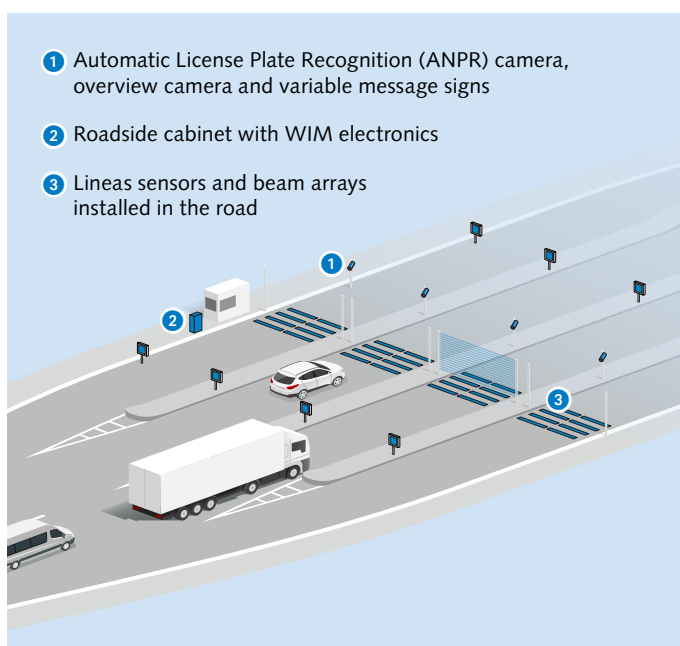 1 Automatic License Plate Recognition (ANPR) camera,
overview camera and variable message signs
2 Roadside cabinet with WIM electronics
3 Lineas sensors and beam arrays
installed in the road
1
2
3